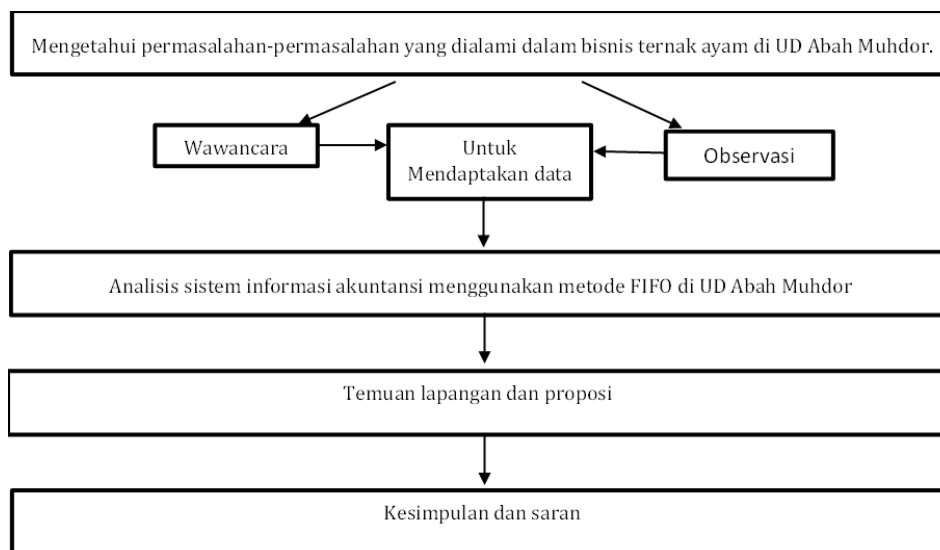 Mengetahui permasalahan-permasalahan yang dialami dalam bisnis ternak ayam di UD Abah Muhdor.
Wawancara
Untuk
Mendaptakan data
Observasi
Analisis sistem informasi akuntansi menggunakan metode FIFO di UD Abah Muhdor
Temuan lapangan dan proposi
Kesimpulan dan saran